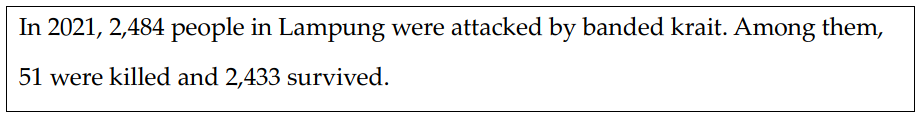 In 2021, 2,484 people in Lampung were attacked by banded krait. Among them,
51 were killed and 2,433 survived.